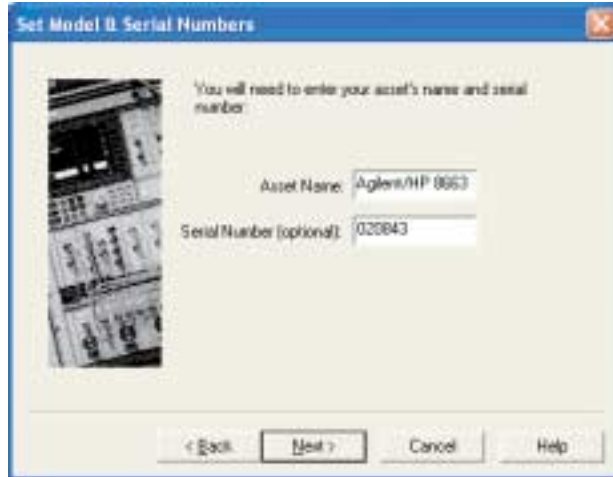 Set Model & Serial Numbers
You will need to enter your asset's name and serial
number:
Asset Name: Agilent/HP 8663
Serial Number (optional): 020843
< Back Next > Cancel Help